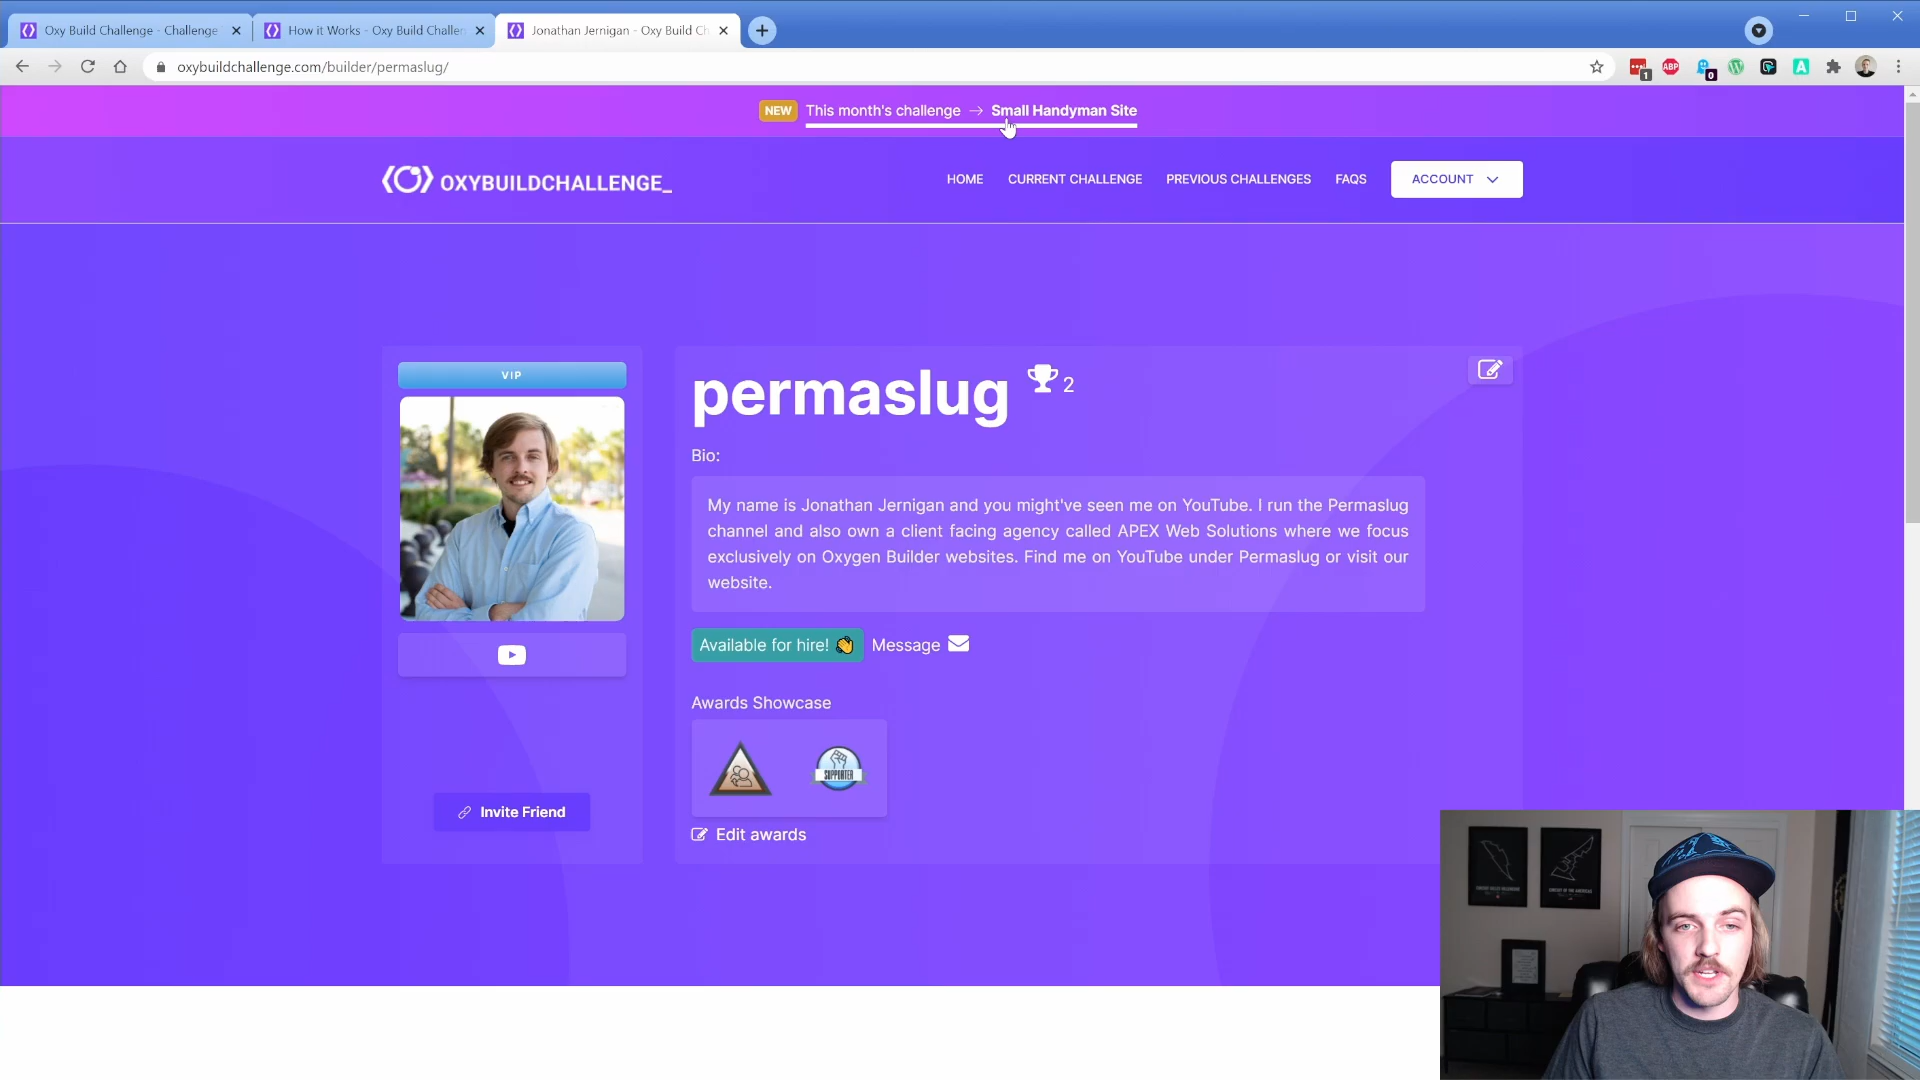 Oxy Build Challenge - Challenge
How it Works - Oxy Build Challen
Jonathan Jernigan - Oxy Build Ch
oxybuildchallenge.com/builder/permaslug/
1
ABP
0
NEW This month's challenge → Small Handyman Site
OXYBUILDCHALLENGE_
HOME
CURRENT CHALLENGE
PREVIOUS CHALLENGES
FAQS
ACCOUNT
VIP
permaslug 2
Bio:
My name is Jonathan Jernigan and you might've seen me on YouTube. I run the Permaslug
channel and also own a client facing agency called APEX Web Solutions where we focus
exclusively on Oxygen Builder websites. Find me on YouTube under Permaslug or visit our
website.
Available for hire! 👏 Message
Awards Showcase
SUPPORTER
Invite Friend
Edit awards